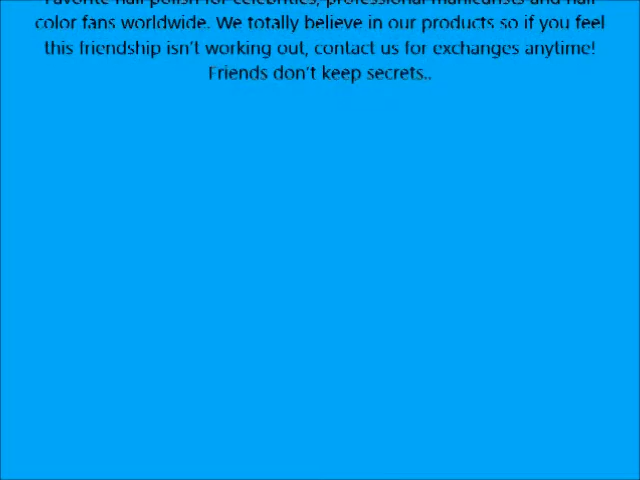 Favorite nail polish for celebrities, professional manicurists and nail
color fans worldwide. We totally believe in our products so if you feel
this friendship isn't working out, contact us for exchanges anytime!
Friends don't keep secrets..